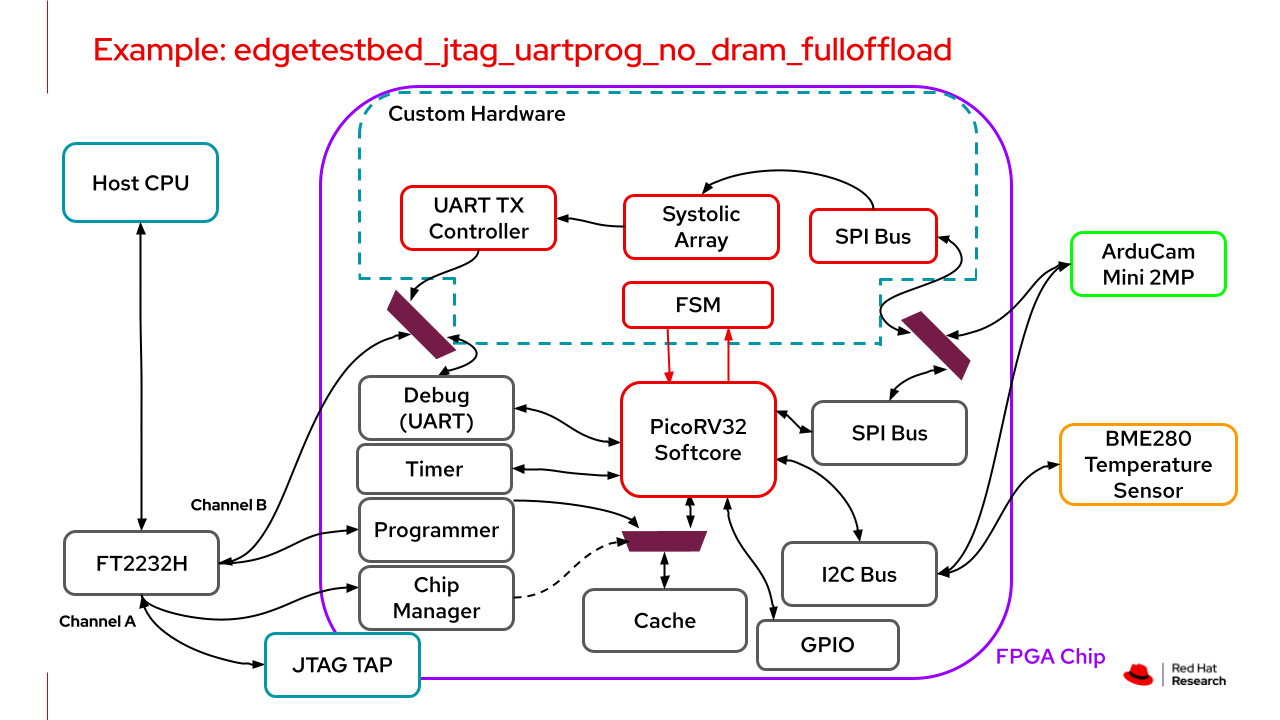 Example: edgetestbed_jtag_uartprog_no_dram_fulloffload
Custom Hardware
Host CPU
UART TX
Controller
Systolic
Array
SPI Bus
ArduCam
Mini 2MP
FSM
Debug
(UART)
PicoRV32
Softcore
SPI Bus
BME280
Temperature
Sensor
Timer
Channel B
Programmer
FT2232H
Chip
Manager
I2C Bus
Cache
Channel A
GPIO
JTAG TAP
FPGA Chip
Red Hat
Research